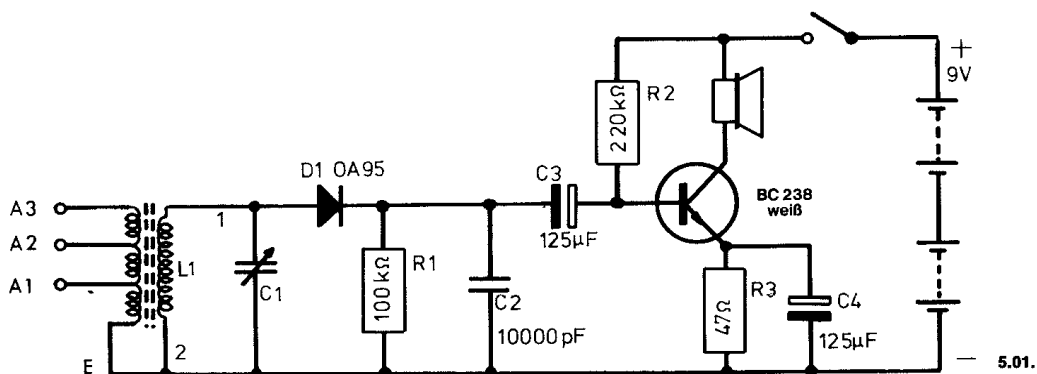 A3
A2
A1
E
L1
1
2
C1
D1 OA95
R1
100kΩ
C2
10000pF
C3
125µF
R2
220kΩ
BC 238
weiß
R3
47Ω
C4
125µF
+
9V
—
5.01.